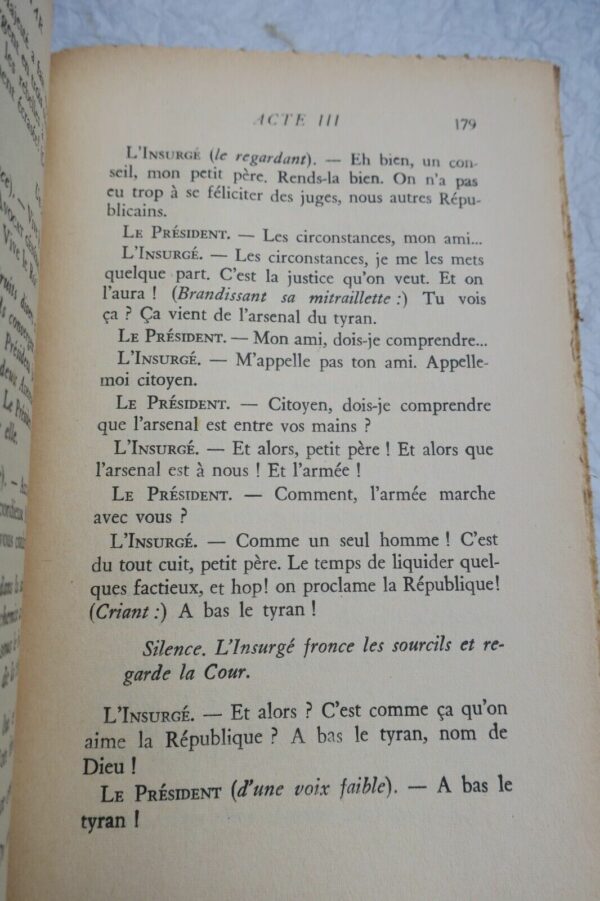 ACTE III 179
L'INSURGÉ (le regardant). — Eh bien, un con-
seil, mon petit père. Rends-la bien. On n'a pas
eu trop à se féliciter des juges, nous autres Répu-
blicains.
LE PRÉSIDENT. — Les circonstances, mon ami...
L'INSURGÉ. — Les circonstances, je me les mets
quelque part. C'est la justice qu'on veut. Et on
l'aura ! (Brandissant sa mitraillette :) Tu vois
ça ? Ça vient de l'arsenal du tyran.
LE PRÉSIDENT. — Mon ami, dois-je comprendre...
L'INSURGÉ. — M'appelle pas ton ami. Appelle-
moi citoyen.
LE PRÉSIDENT. — Citoyen, dois-je comprendre
que l'arsenal est entre vos mains ?
L'INSURGÉ. — Et alors, petit père ! Et alors que
l'arsenal est à nous ! Et l'armée !
LE PRÉSIDENT. — Comment, l'armée marche
avec vous ?
L'INSURGÉ. — Comme un seul homme ! C'est
du tout cuit, petit père. Le temps de liquider quel-
ques factieux, et hop! on proclame la République!
(Criant :) A bas le tyran !
Silence. L'Insurgé fronce les sourcils et re-
garde la Cour.
L'INSURGÉ. — Et alors ? C'est comme ça qu'on
aime la République ? A bas le tyran, nom de
Dieu !
LE PRÉSIDENT (d'une voix faible). — A bas le
tyran !